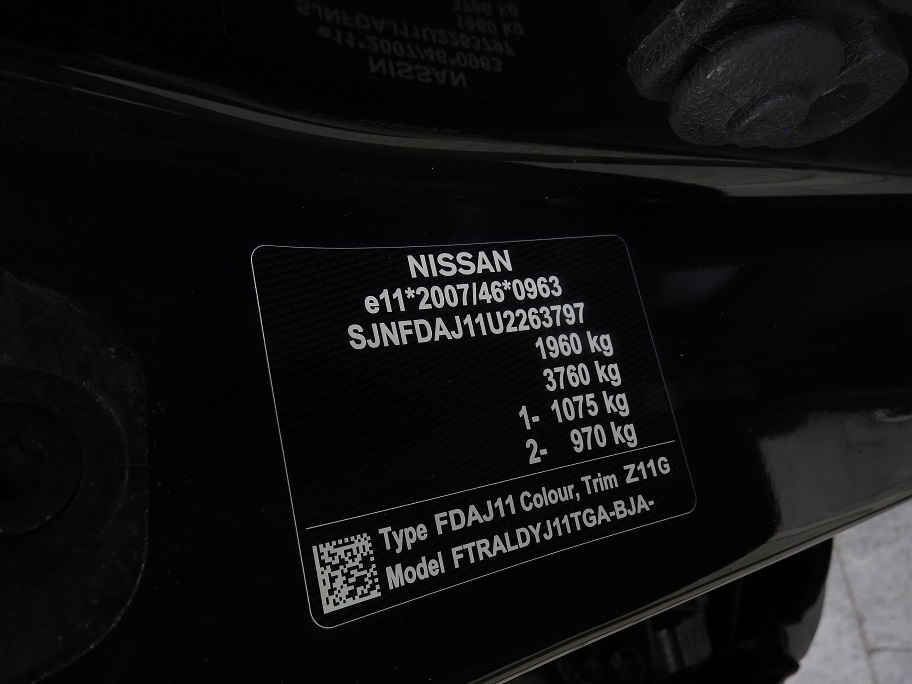 NISSAN
e11*2007/46*0963
SJNFDAJ11U2263797
1960 kg
3760 kg
1- 1075 kg
2- 970 kg
Type FDAJ11 Colour, Trim Z11G
Model FTRALDYJ11TGA-BJA-